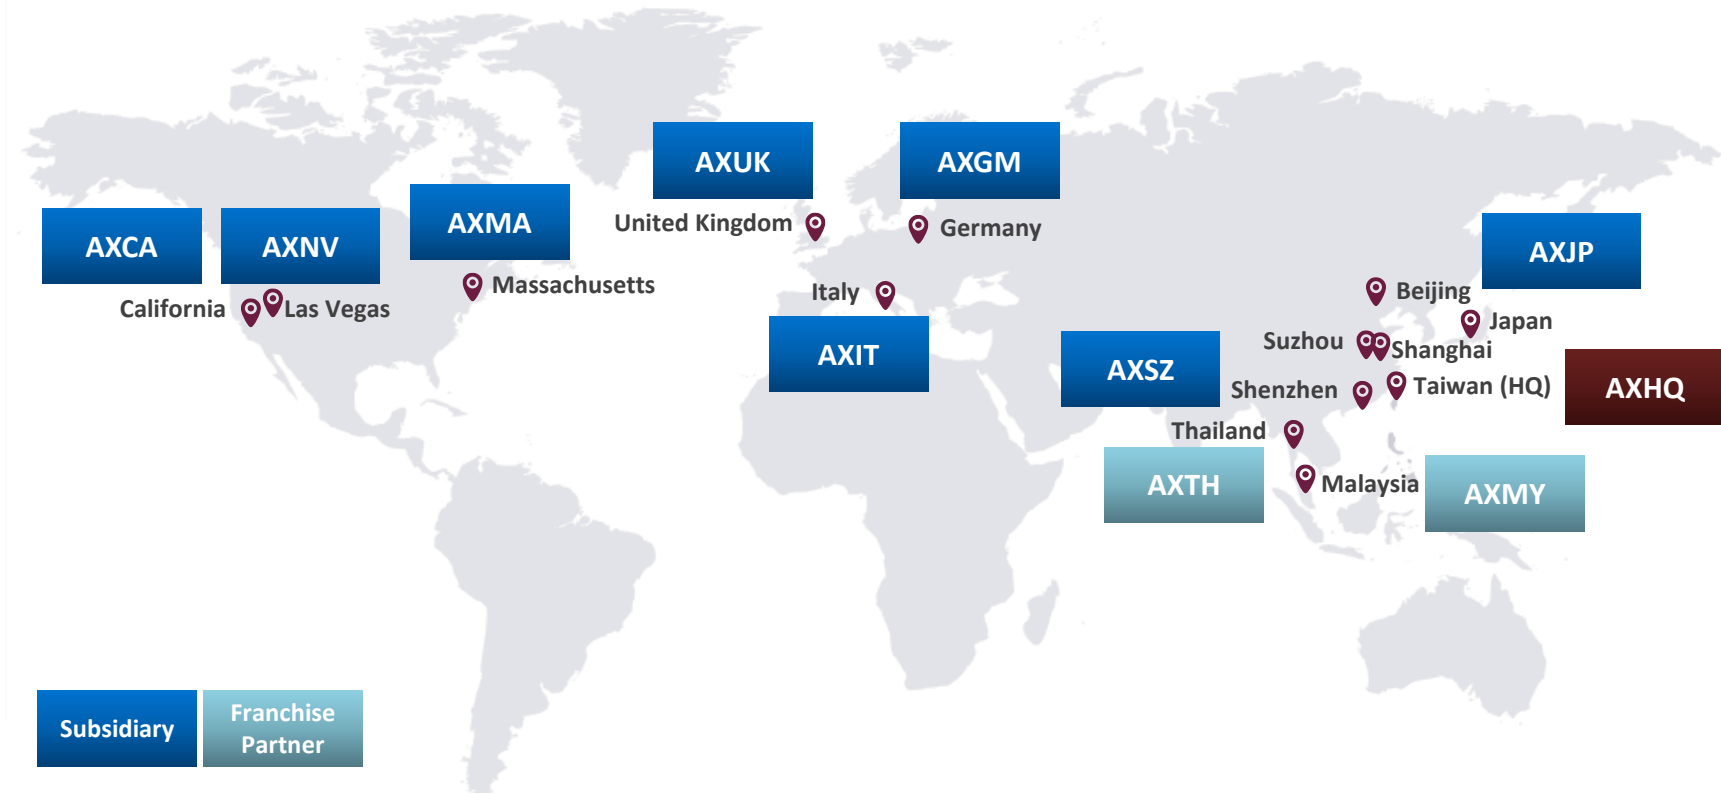 AXUK
AXGM
AXMA
AXCA
AXNV
AXJP
United Kingdom
Germany
Massachusetts
California
Las Vegas
Italy
Beijing
Japan
AXIT
Suzhou
Shanghai
AXSZ
Shenzhen
Taiwan (HQ)
AXHQ
Thailand
AXTH
Malaysia
AXMY
Subsidiary
Franchise
Partner